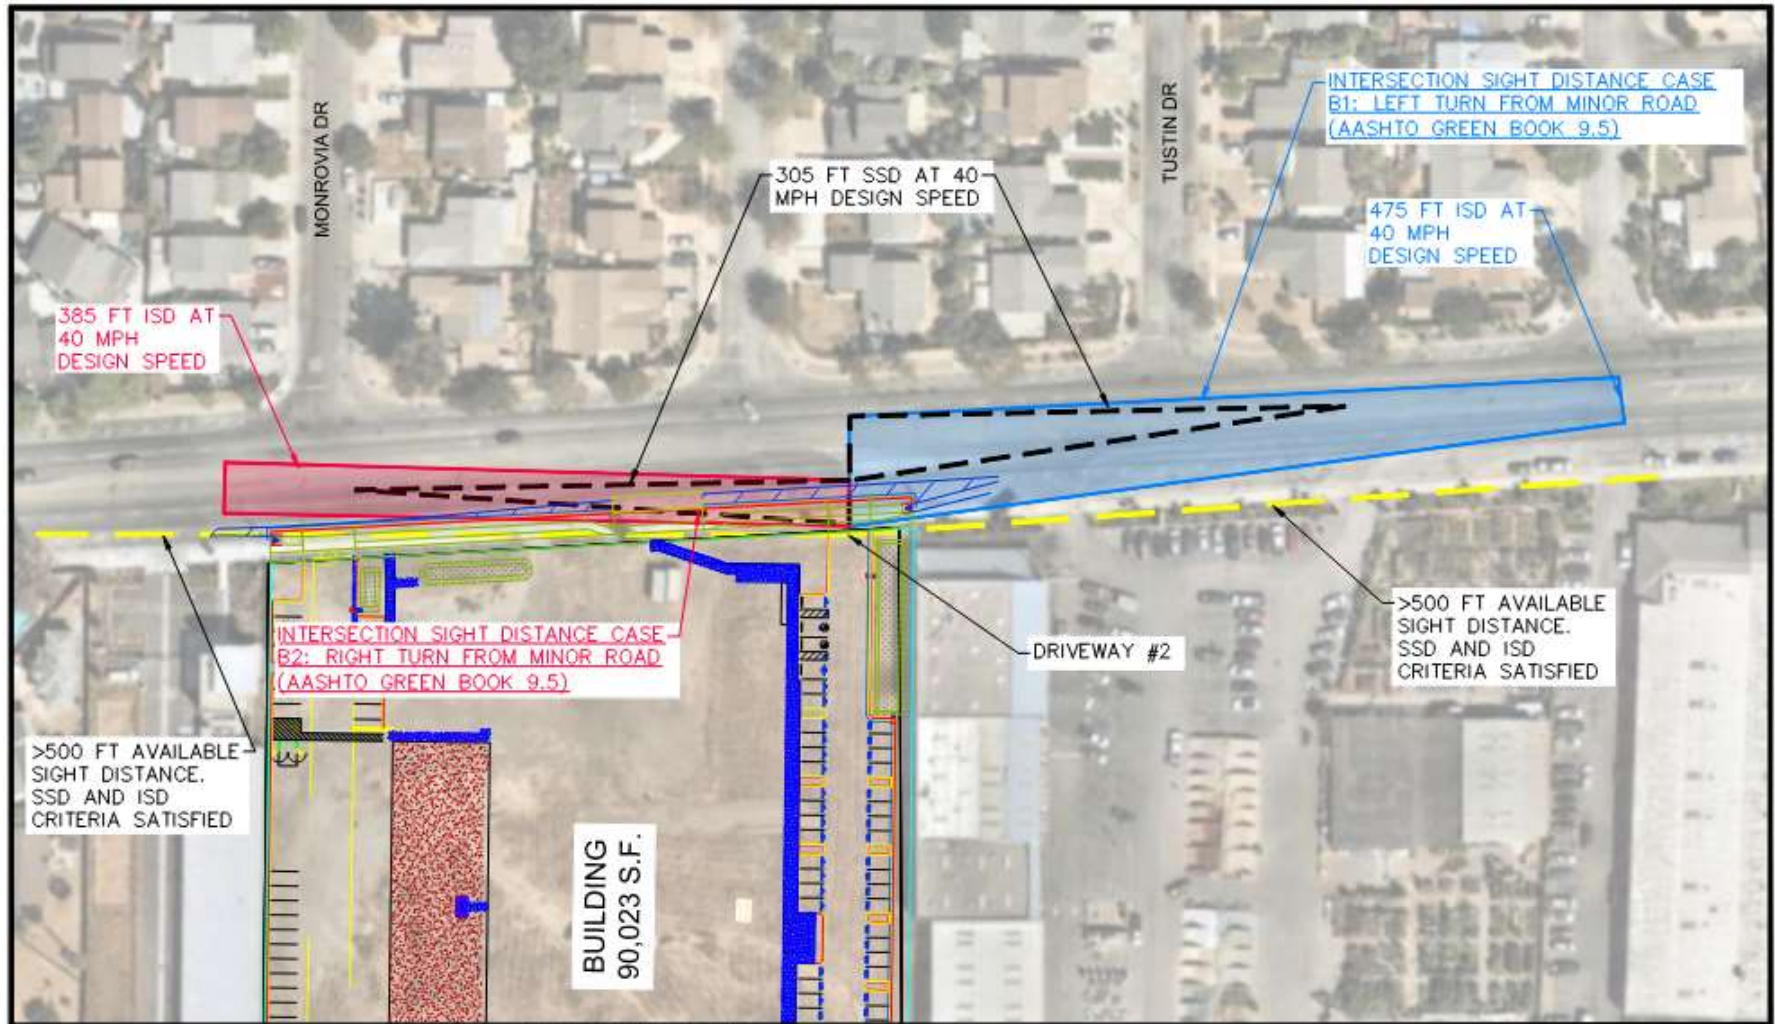 MONROVIA DR
TUSTIN DR
INTERSECTION SIGHT DISTANCE CASE
B1: LEFT TURN FROM MINOR ROAD
(AASHTO GREEN BOOK 9.5)
305 FT SSD AT 40
MPH DESIGN SPEED
475 FT ISD AT
40 MPH
DESIGN SPEED
385 FT ISD AT
40 MPH
DESIGN SPEED
INTERSECTION SIGHT DISTANCE CASE
B2: RIGHT TURN FROM MINOR ROAD
(AASHTO GREEN BOOK 9.5)
DRIVEWAY #2
>500 FT AVAILABLE
SIGHT DISTANCE.
SSD AND ISD
CRITERIA SATISFIED
>500 FT AVAILABLE
SIGHT DISTANCE.
SSD AND ISD
CRITERIA SATISFIED
BUILDING
90,023 S.F.